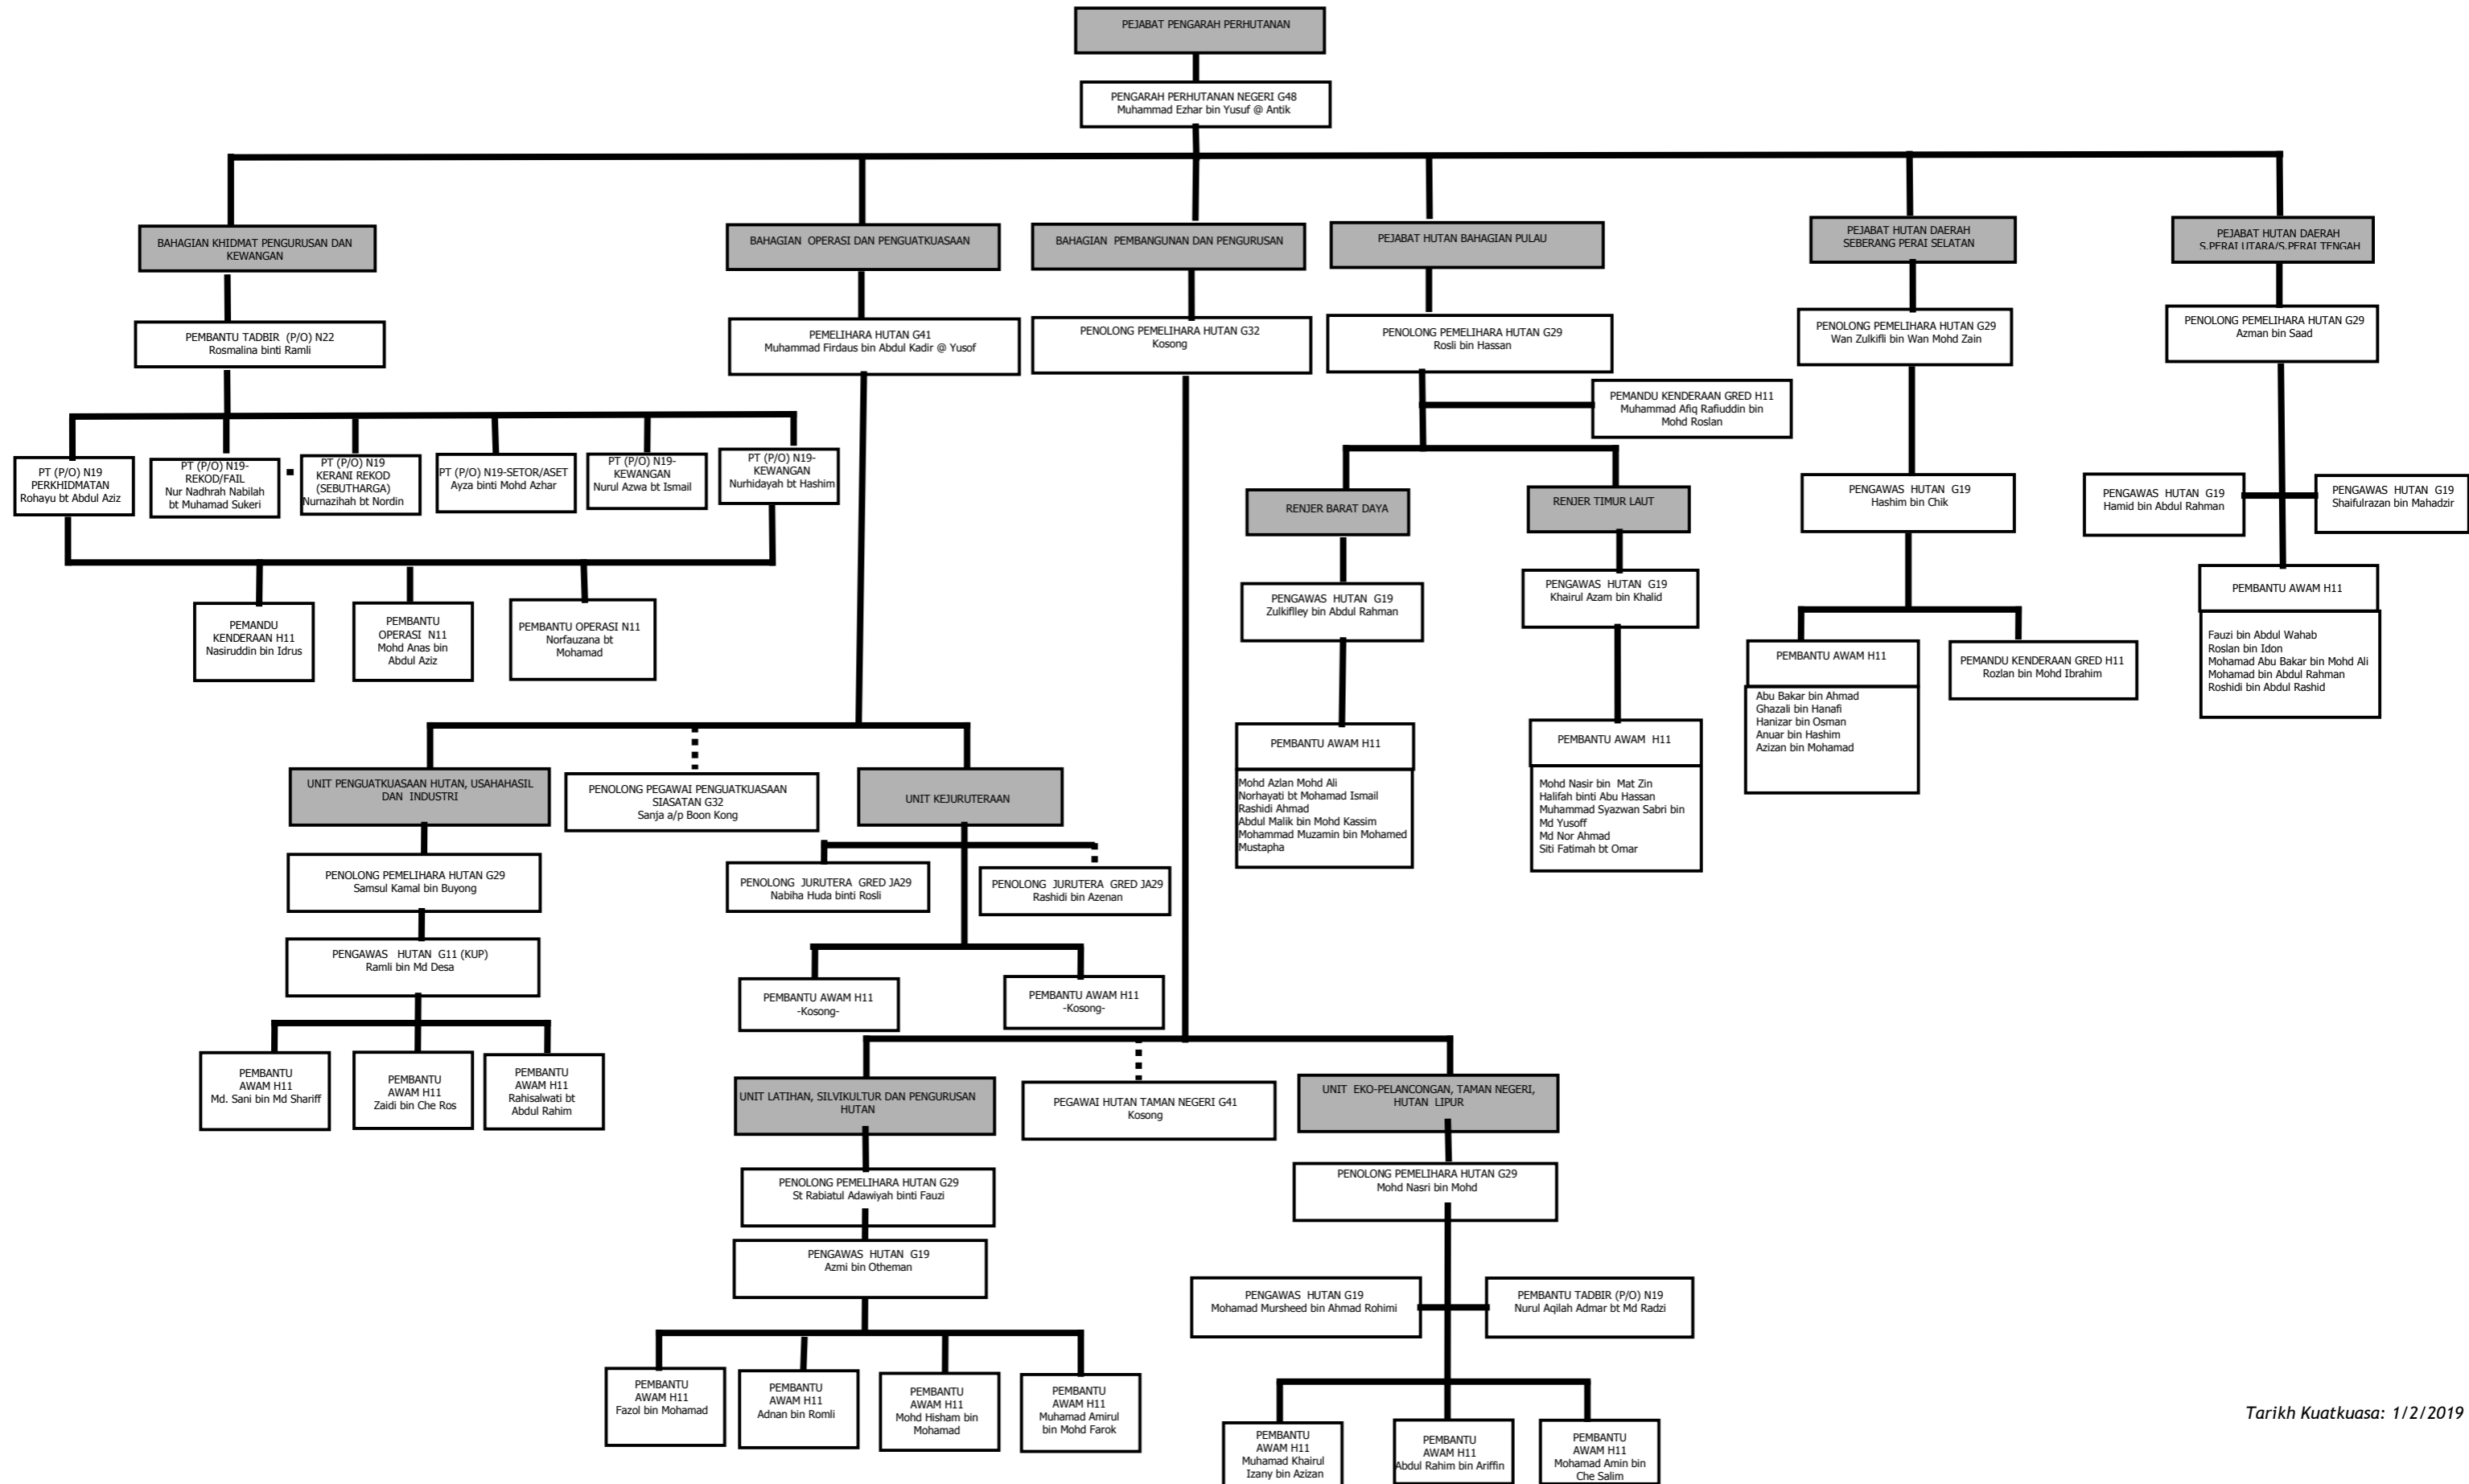 PEJABAT PENGARAH PERHUTANAN
PENGARAH PERHUTANAN NEGERI G48
Muhammad Ezhar bin Yusuf @ Antik
BAHAGIAN KHIDMAT PENGURUSAN DAN
KEWANGAN
BAHAGIAN OPERASI DAN PENGUATKUASAAN
BAHAGIAN PEMBANGUNAN DAN PENGURUSAN
PEJABAT HUTAN BAHAGIAN PULAU
PEJABAT HUTAN DAERAH
SEBERANG PERAI SELATAN
PEJABAT HUTAN DAERAH
S.PERAI UTARA/S.PERAI TENGAH
PEMBANTU TADBIR (P/O) N22
Rosmalina binti Ramli
PEMELIHARA HUTAN G41
Muhammad Firdaus bin Abdul Kadir @ Yusof
PENOLONG PEMELIHARA HUTAN G32
Kosong
PENOLONG PEMELIHARA HUTAN G29
Rosli bin Hassan
PENOLONG PEMELIHARA HUTAN G29
Wan Zulkifli bin Wan Mohd Zain
PENOLONG PEMELIHARA HUTAN G29
Azman bin Saad
PEMANDU KENDERAAN GRED H11
Muhammad Afiq Rafiuddin bin
Mohd Roslan
PT (P/O) N19
PERKHIDMATAN
Rohayu bt Abdul Aziz
PT (P/O) N19-
REKOD/FAIL
Nur Nadhrah Nabilah
bt Muhamad Sukeri
PT (P/O) N19
KERANI REKOD
(SEBUTHARGA)
Nurnazihah bt Nordin
PT (P/O) N19-SETOR/ASET
Ayza binti Mohd Azhar
PT (P/O) N19-
KEWANGAN
Nurul Azwa bt Ismail
PT (P/O) N19-
KEWANGAN
Nurhidayah bt Hashim
RENJER BARAT DAYA
RENJER TIMUR LAUT
PENGAWAS HUTAN G19
Hashim bin Chik
PENGAWAS HUTAN G19
Hamid bin Abdul Rahman
PENGAWAS HUTAN G19
Shaifulrazan bin Mahadzir
PEMANDU
KENDERAAN H11
Nasiruddin bin Idrus
PEMBANTU
OPERASI N11
Mohd Anas bin
Abdul Aziz
PEMBANTU OPERASI N11
Norfauzana bt
Mohamad
PENGAWAS HUTAN G19
Zulkiflley bin Abdul Rahman
PENGAWAS HUTAN G19
Khairul Azam bin Khalid
PEMBANTU AWAM H11
Abu Bakar bin Ahmad
Ghazali bin Hanafi
Hanizar bin Osman
Anuar bin Hashim
Azizan bin Mohamad
PEMANDU KENDERAAN GRED H11
Rozlan bin Mohd Ibrahim
PEMBANTU AWAM H11
Fauzi bin Abdul Wahab
Roslan bin Idon
Mohamad Abu Bakar bin Mohd Ali
Mohamad bin Abdul Rahman
Roshidi bin Abdul Rashid
PEMBANTU AWAM H11
Mohd Azlan Mohd Ali
Norhayati bt Mohamad Ismail
Rashidi Ahmad
Abdul Malik bin Mohd Kassim
Mohammad Muzamin bin Mohamed
Mustapha
PEMBANTU AWAM H11
Mohd Nasir bin Mat Zin
Halifah binti Abu Hassan
Muhammad Syazwan Sabri bin
Md Yusoff
Md Nor Ahmad
Siti Fatimah bt Omar
UNIT PENGUATKUASAAN HUTAN, USAHAHASIL
DAN INDUSTRI
PENOLONG PEGAWAI PENGUATKUASAAN
SIASATAN G32
Sanja a/p Boon Kong
UNIT KEJURUTERAAN
PENOLONG PEMELIHARA HUTAN G29
Samsul Kamal bin Buyong
PENOLONG JURUTERA GRED JA29
Nabiha Huda binti Rosli
PENOLONG JURUTERA GRED JA29
Rashidi bin Azenan
PENGAWAS HUTAN G11 (KUP)
Ramli bin Md Desa
PEMBANTU AWAM H11
-Kosong-
PEMBANTU AWAM H11
-Kosong-
PEMBANTU
AWAM H11
Md. Sani bin Md Shariff
PEMBANTU
AWAM H11
Zaidi bin Che Ros
PEMBANTU
AWAM H11
Rahisalwati bt
Abdul Rahim
UNIT LATIHAN, SILVIKULTUR DAN PENGURUSAN
HUTAN
PEGAWAI HUTAN TAMAN NEGERI G41
Kosong
UNIT EKO-PELANCONGAN, TAMAN NEGERI,
HUTAN LIPUR
PENOLONG PEMELIHARA HUTAN G29
St Rabiatul Adawiyah binti Fauzi
PENOLONG PEMELIHARA HUTAN G29
Mohd Nasri bin Mohd
PENGAWAS HUTAN G19
Azmi bin Otheman
PENGAWAS HUTAN G19
Mohamad Mursheed bin Ahmad Rohimi
PEMBANTU TADBIR (P/O) N19
Nurul Aqilah Admar bt Md Radzi
PEMBANTU
AWAM H11
Fazol bin Mohamad
PEMBANTU
AWAM H11
Adnan bin Romli
PEMBANTU
AWAM H11
Mohd Hisham bin
Mohamad
PEMBANTU
AWAM H11
Muhamad Amirul
bin Mohd Farok
PEMBANTU
AWAM H11
Muhamad Khairul
Izany bin Azizan
PEMBANTU
AWAM H11
Abdul Rahim bin Ariffin
PEMBANTU
AWAM H11
Mohamad Amin bin
Che Salim
Tarikh Kuatkuasa: 1/2/2019